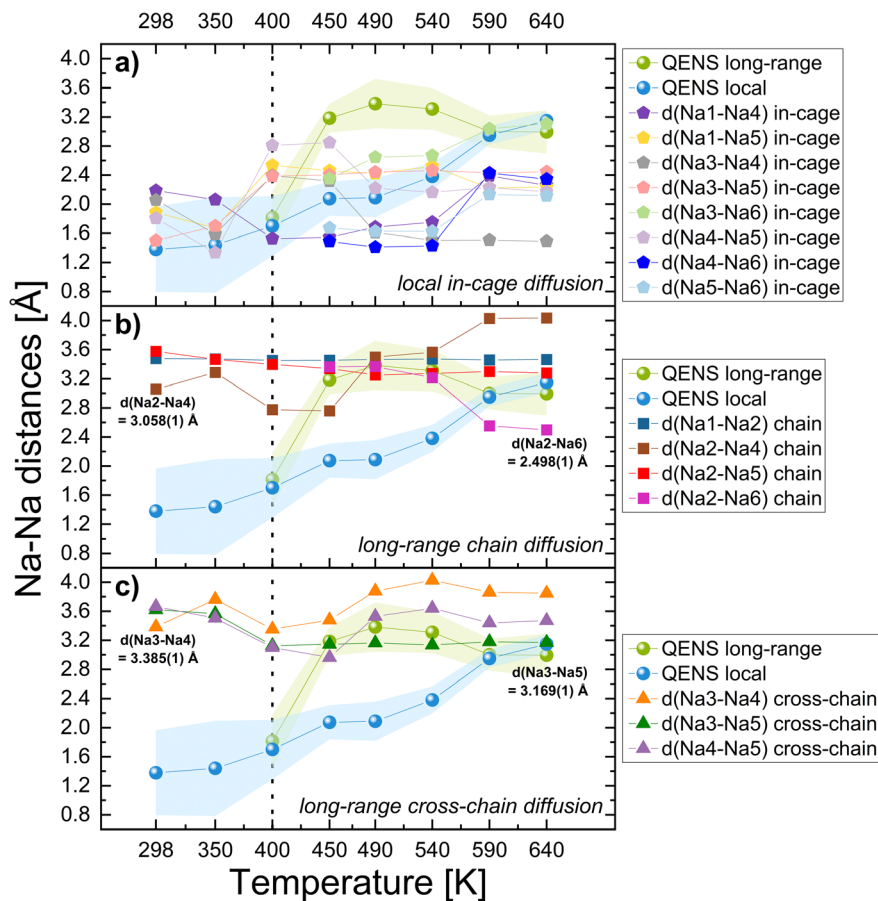 298 350 400 450 490 540 590 640
a)
4.0
3.6
3.2
2.8
2.4
2.0
1.6
1.2
0.8
local in-cage diffusion
QENS long-range
QENS local
d(Na1-Na4) in-cage
d(Na1-Na5) in-cage
d(Na3-Na4) in-cage
d(Na3-Na5) in-cage
d(Na3-Na6) in-cage
d(Na4-Na5) in-cage
d(Na4-Na6) in-cage
d(Na5-Na6) in-cage
Na-Na distances [Å]
b)
4.0
3.6
3.2
2.8
2.4
2.0
1.6
1.2
0.8
d(Na2-Na4)
= 3.058(1) Å
d(Na2-Na6)
= 2.498(1) Å
long-range chain diffusion
QENS long-range
QENS local
d(Na1-Na2) chain
d(Na2-Na4) chain
d(Na2-Na5) chain
d(Na2-Na6) chain
c)
4.0
3.6
3.2
2.8
2.4
2.0
1.6
1.2
0.8
d(Na3-Na4)
= 3.385(1) Å
d(Na3-Na5)
= 3.169(1) Å
long-range cross-chain diffusion
QENS long-range
QENS local
d(Na3-Na4) cross-chain
d(Na3-Na5) cross-chain
d(Na4-Na5) cross-chain
298 350 400 450 490 540 590 640
Temperature [K]